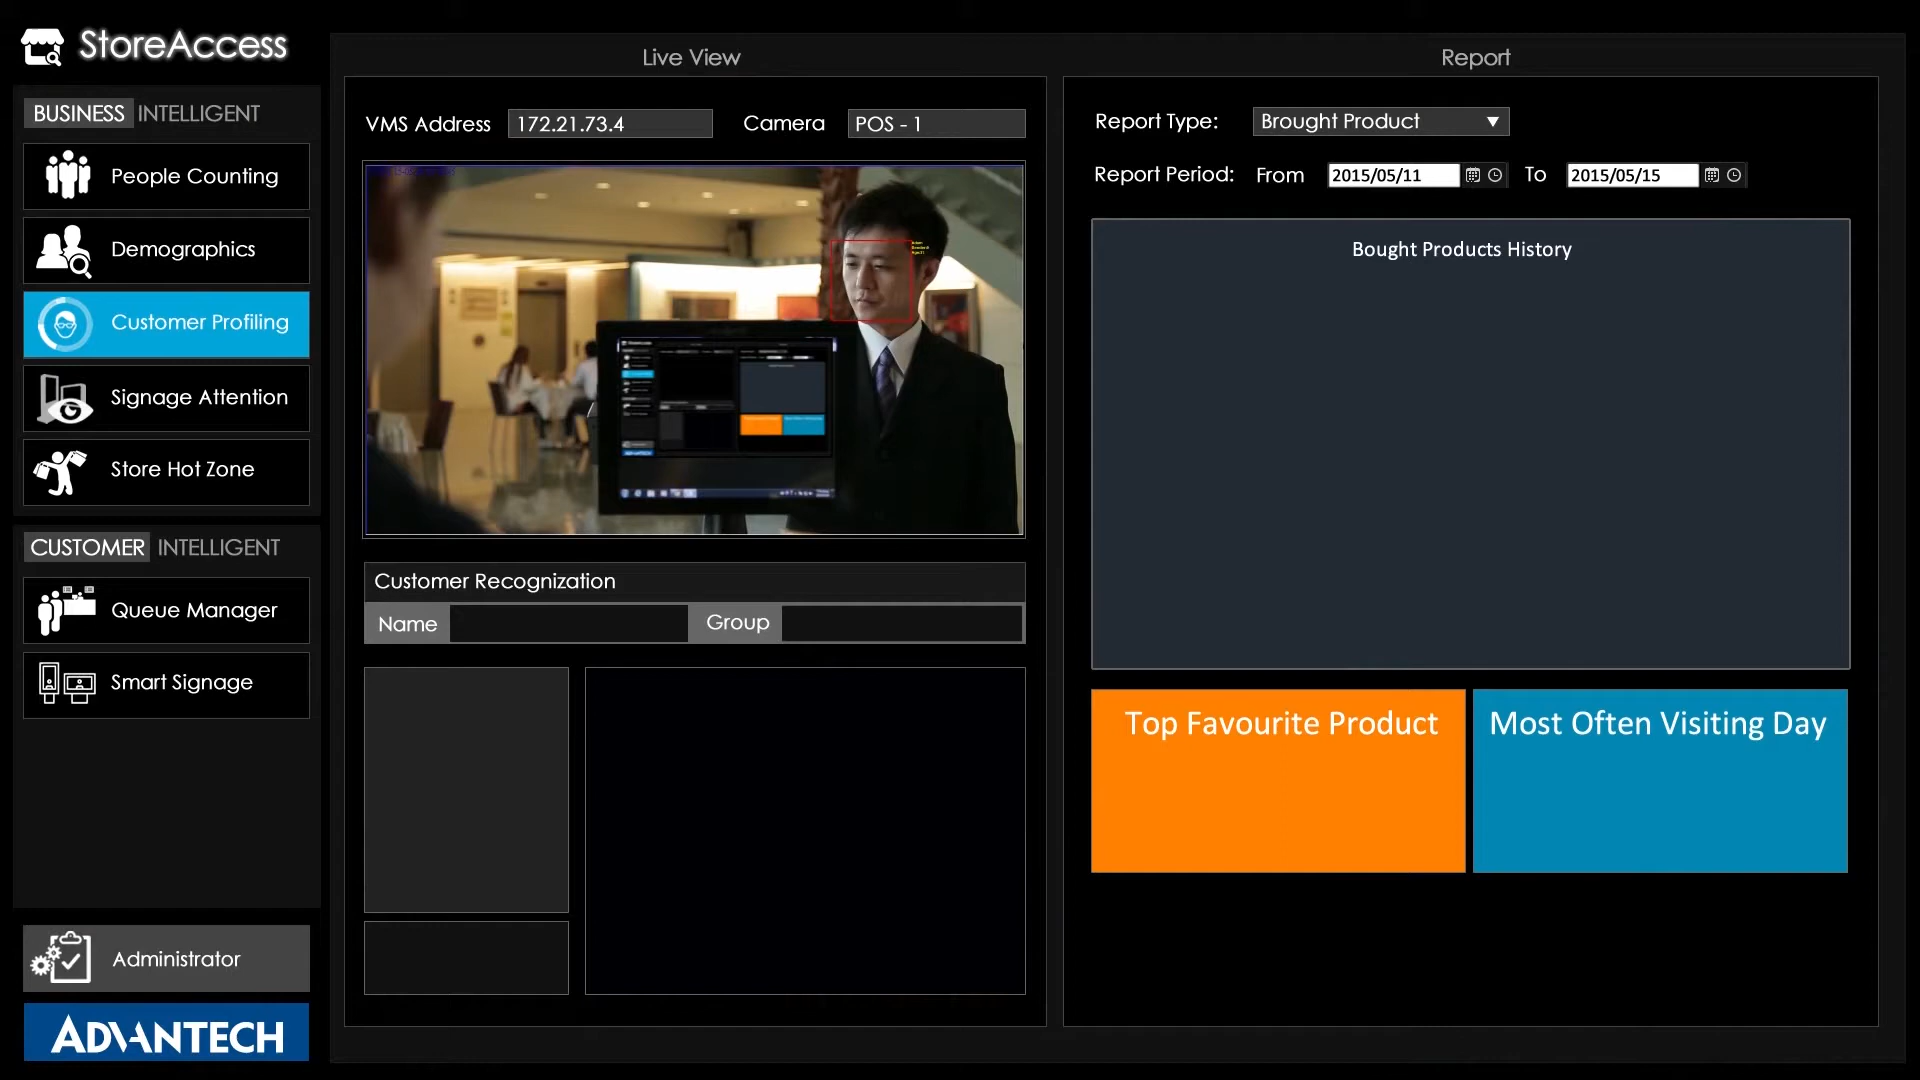 StoreAccess
BUSINESS INTELLIGENT
People Counting
Demographics
Customer Profiling
Signage Attention
Store Hot Zone
CUSTOMER INTELLIGENT
Queue Manager
Smart Signage
Administrator
ADVANTECH
Live View
VMS Address 172.21.73.4 Camera POS - 1
Customer Recognization
Name Group
Report
Report Type: Brought Product
Report Period: From 2015/05/11 To 2015/05/15
Bought Products History
Top Favourite Product
Most Often Visiting Day